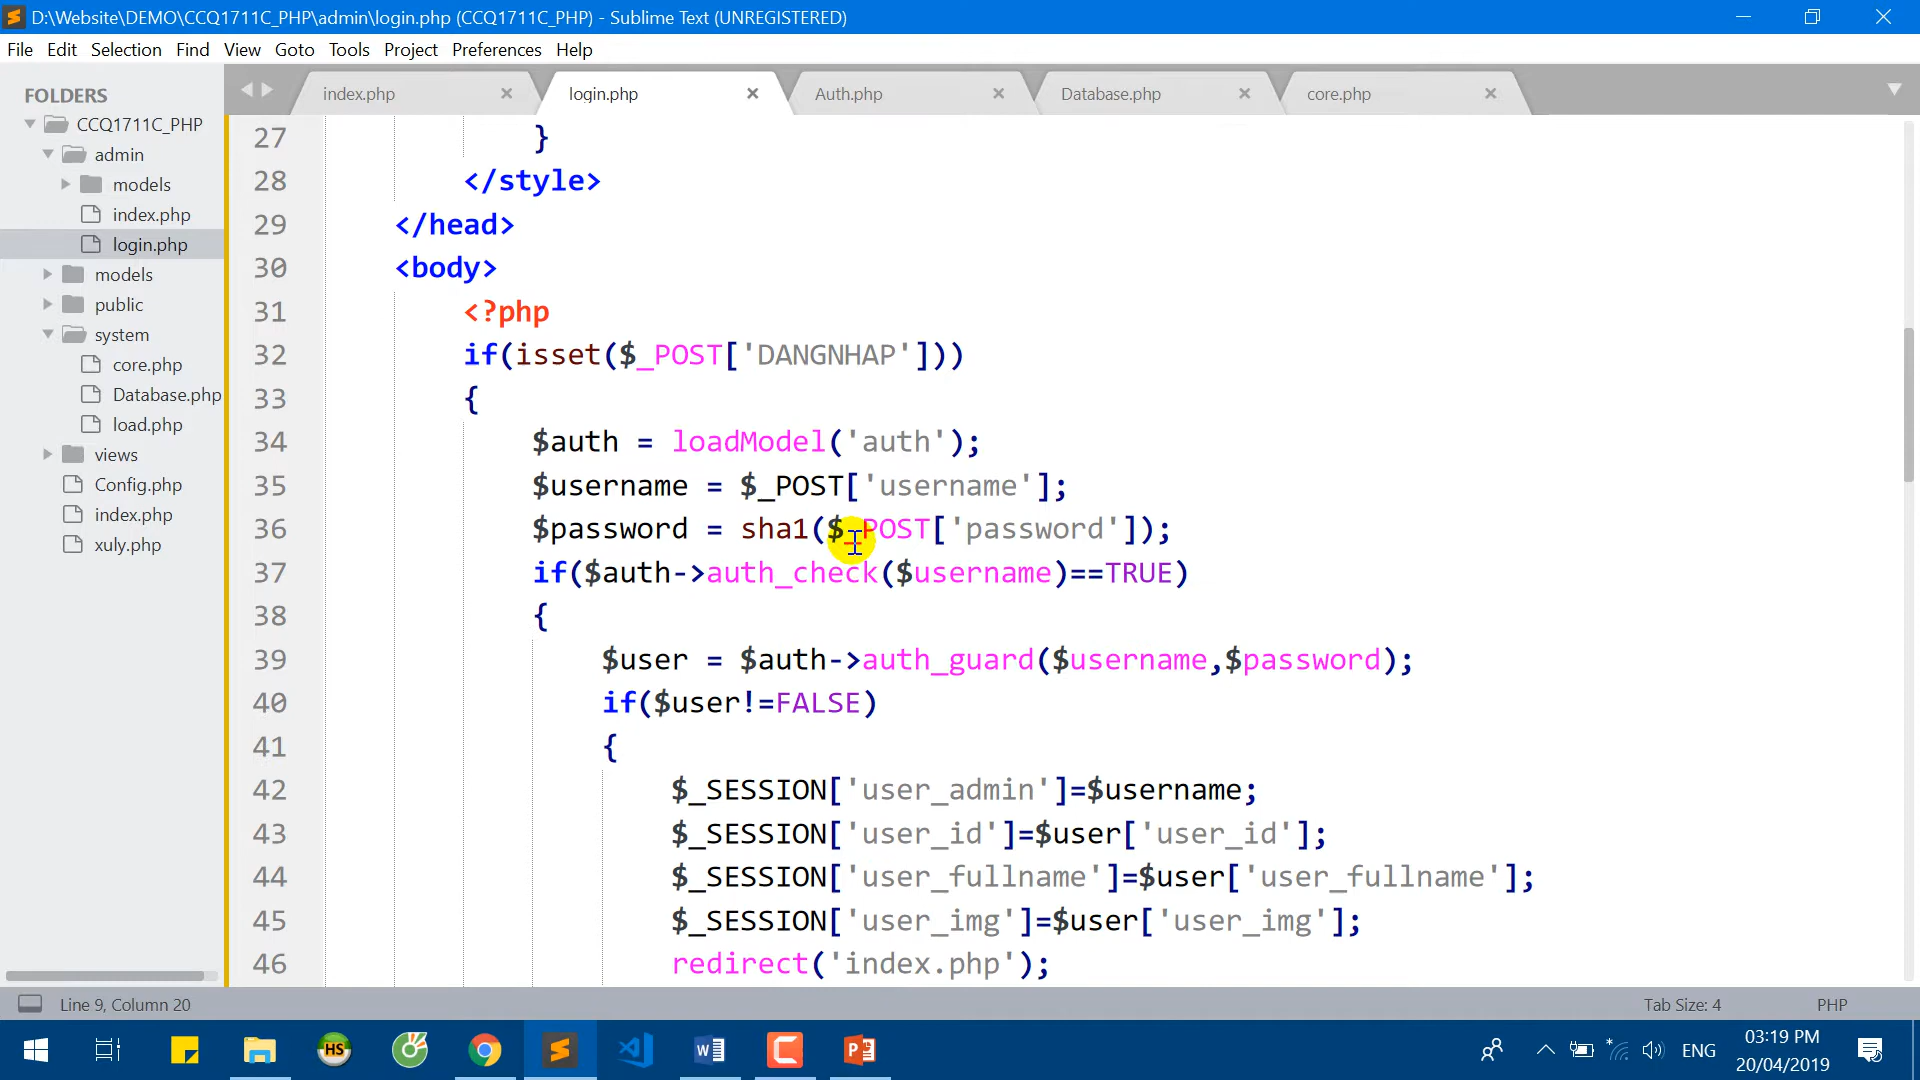 D:\Website\DEMO\CCQ1711C_PHP\admin\login.php (CCQ1711C_PHP) - Sublime Text (UNREGISTERED)
File Edit Selection Find View Goto Tools Project Preferences Help
FOLDERS
CCQ1711C_PHP
admin
models
index.php
login.php
models
public
system
core.php
Database.php
load.php
views
Config.php
index.php
xuly.php
index.php login.php Auth.php Database.php core.php
27 }
28 </style>
29 </head>
30 <body>
31 <?php
32 if(isset($_POST['DANGNHAP']))
33 {
34 $auth = loadModel('auth');
35 $username = $_POST['username'];
36 $password = sha1($_POST['password']);
37 if($auth->auth_check($username)==TRUE)
38 {
39 $user = $auth->auth_guard($username,$password);
40 if($user!=FALSE)
41 {
42 $_SESSION['user_admin']=$username;
43 $_SESSION['user_id']=$user['user_id'];
44 $_SESSION['user_fullname']=$user['user_fullname'];
45 $_SESSION['user_img']=$user['user_img'];
46 redirect('index.php');
Line 9, Column 20 Tab Size: 4 PHP
HS
ENG
03:19 PM
20/04/2019